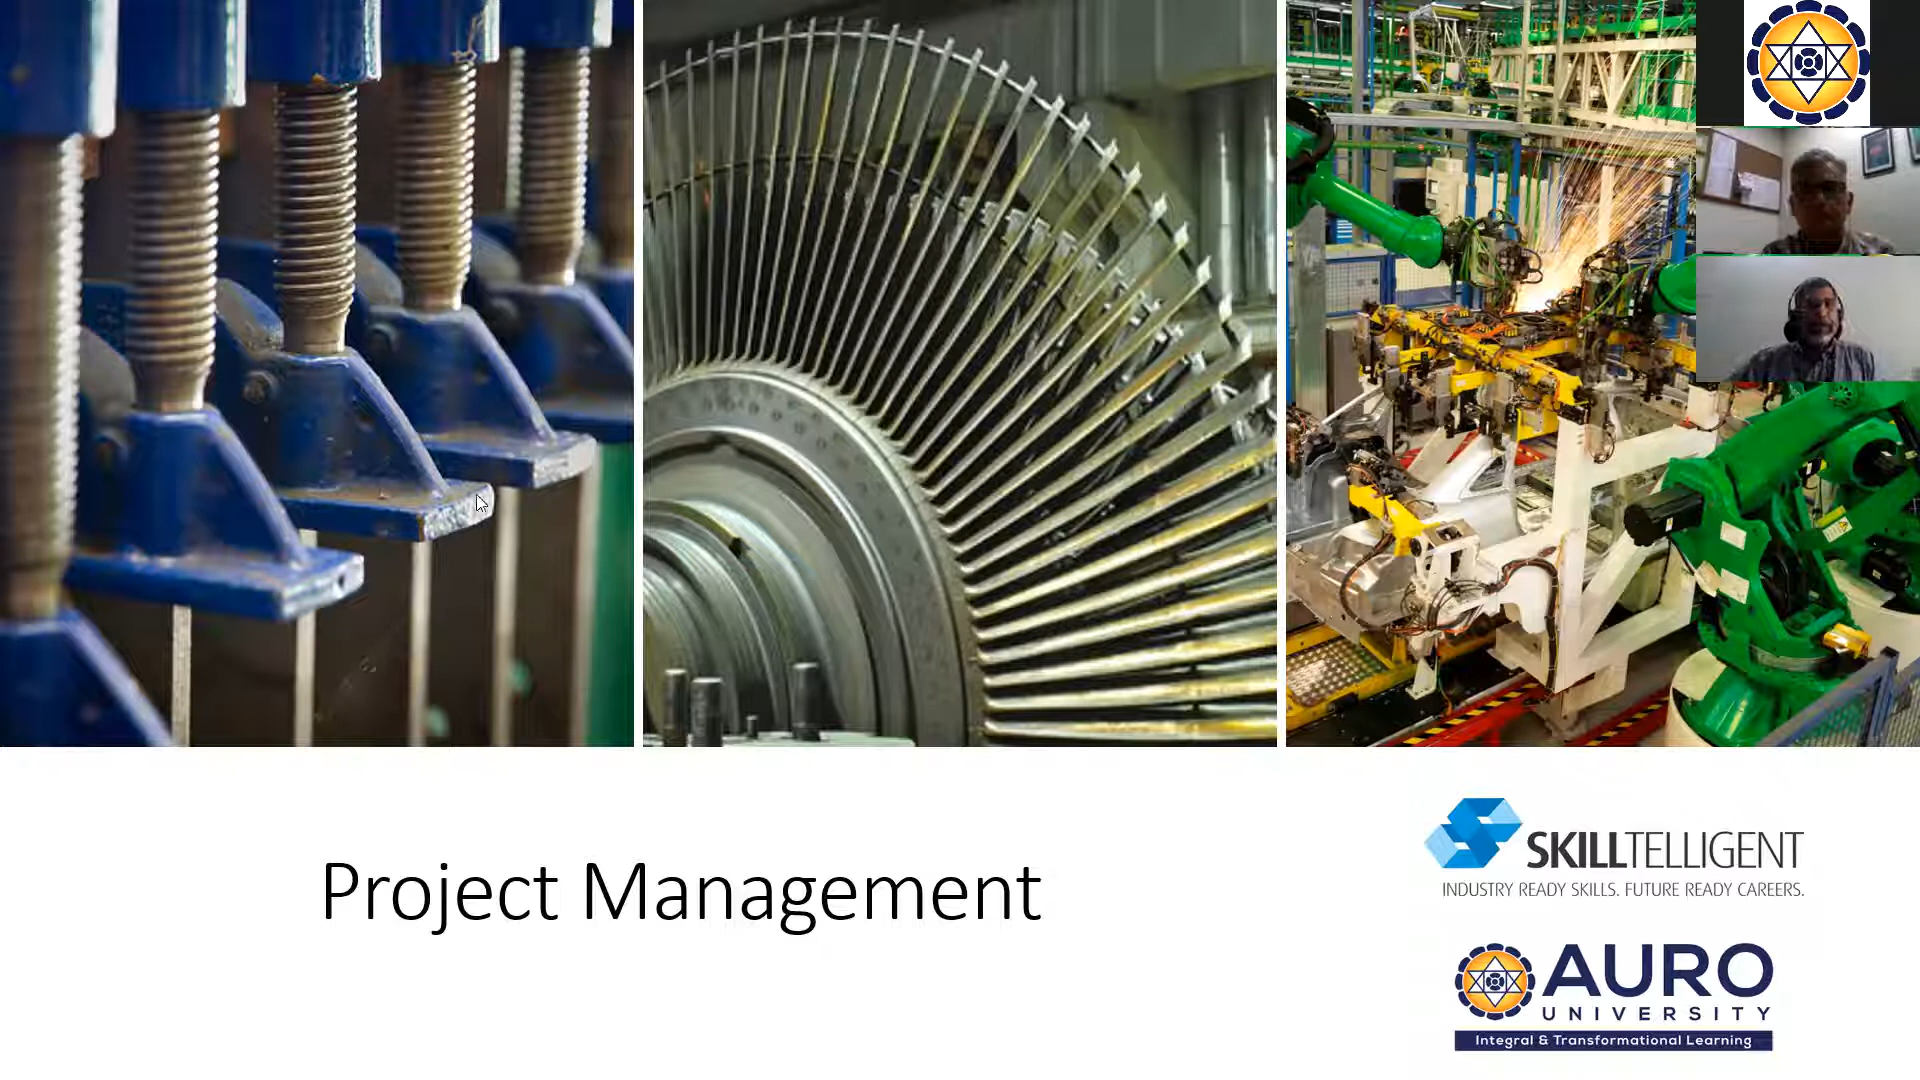 Project Management
SKILLTELLIGENT
INDUSTRY READY SKILLS. FUTURE READY CAREERS.
AURO
UNIVERSITY
Integral & Transformational Learning